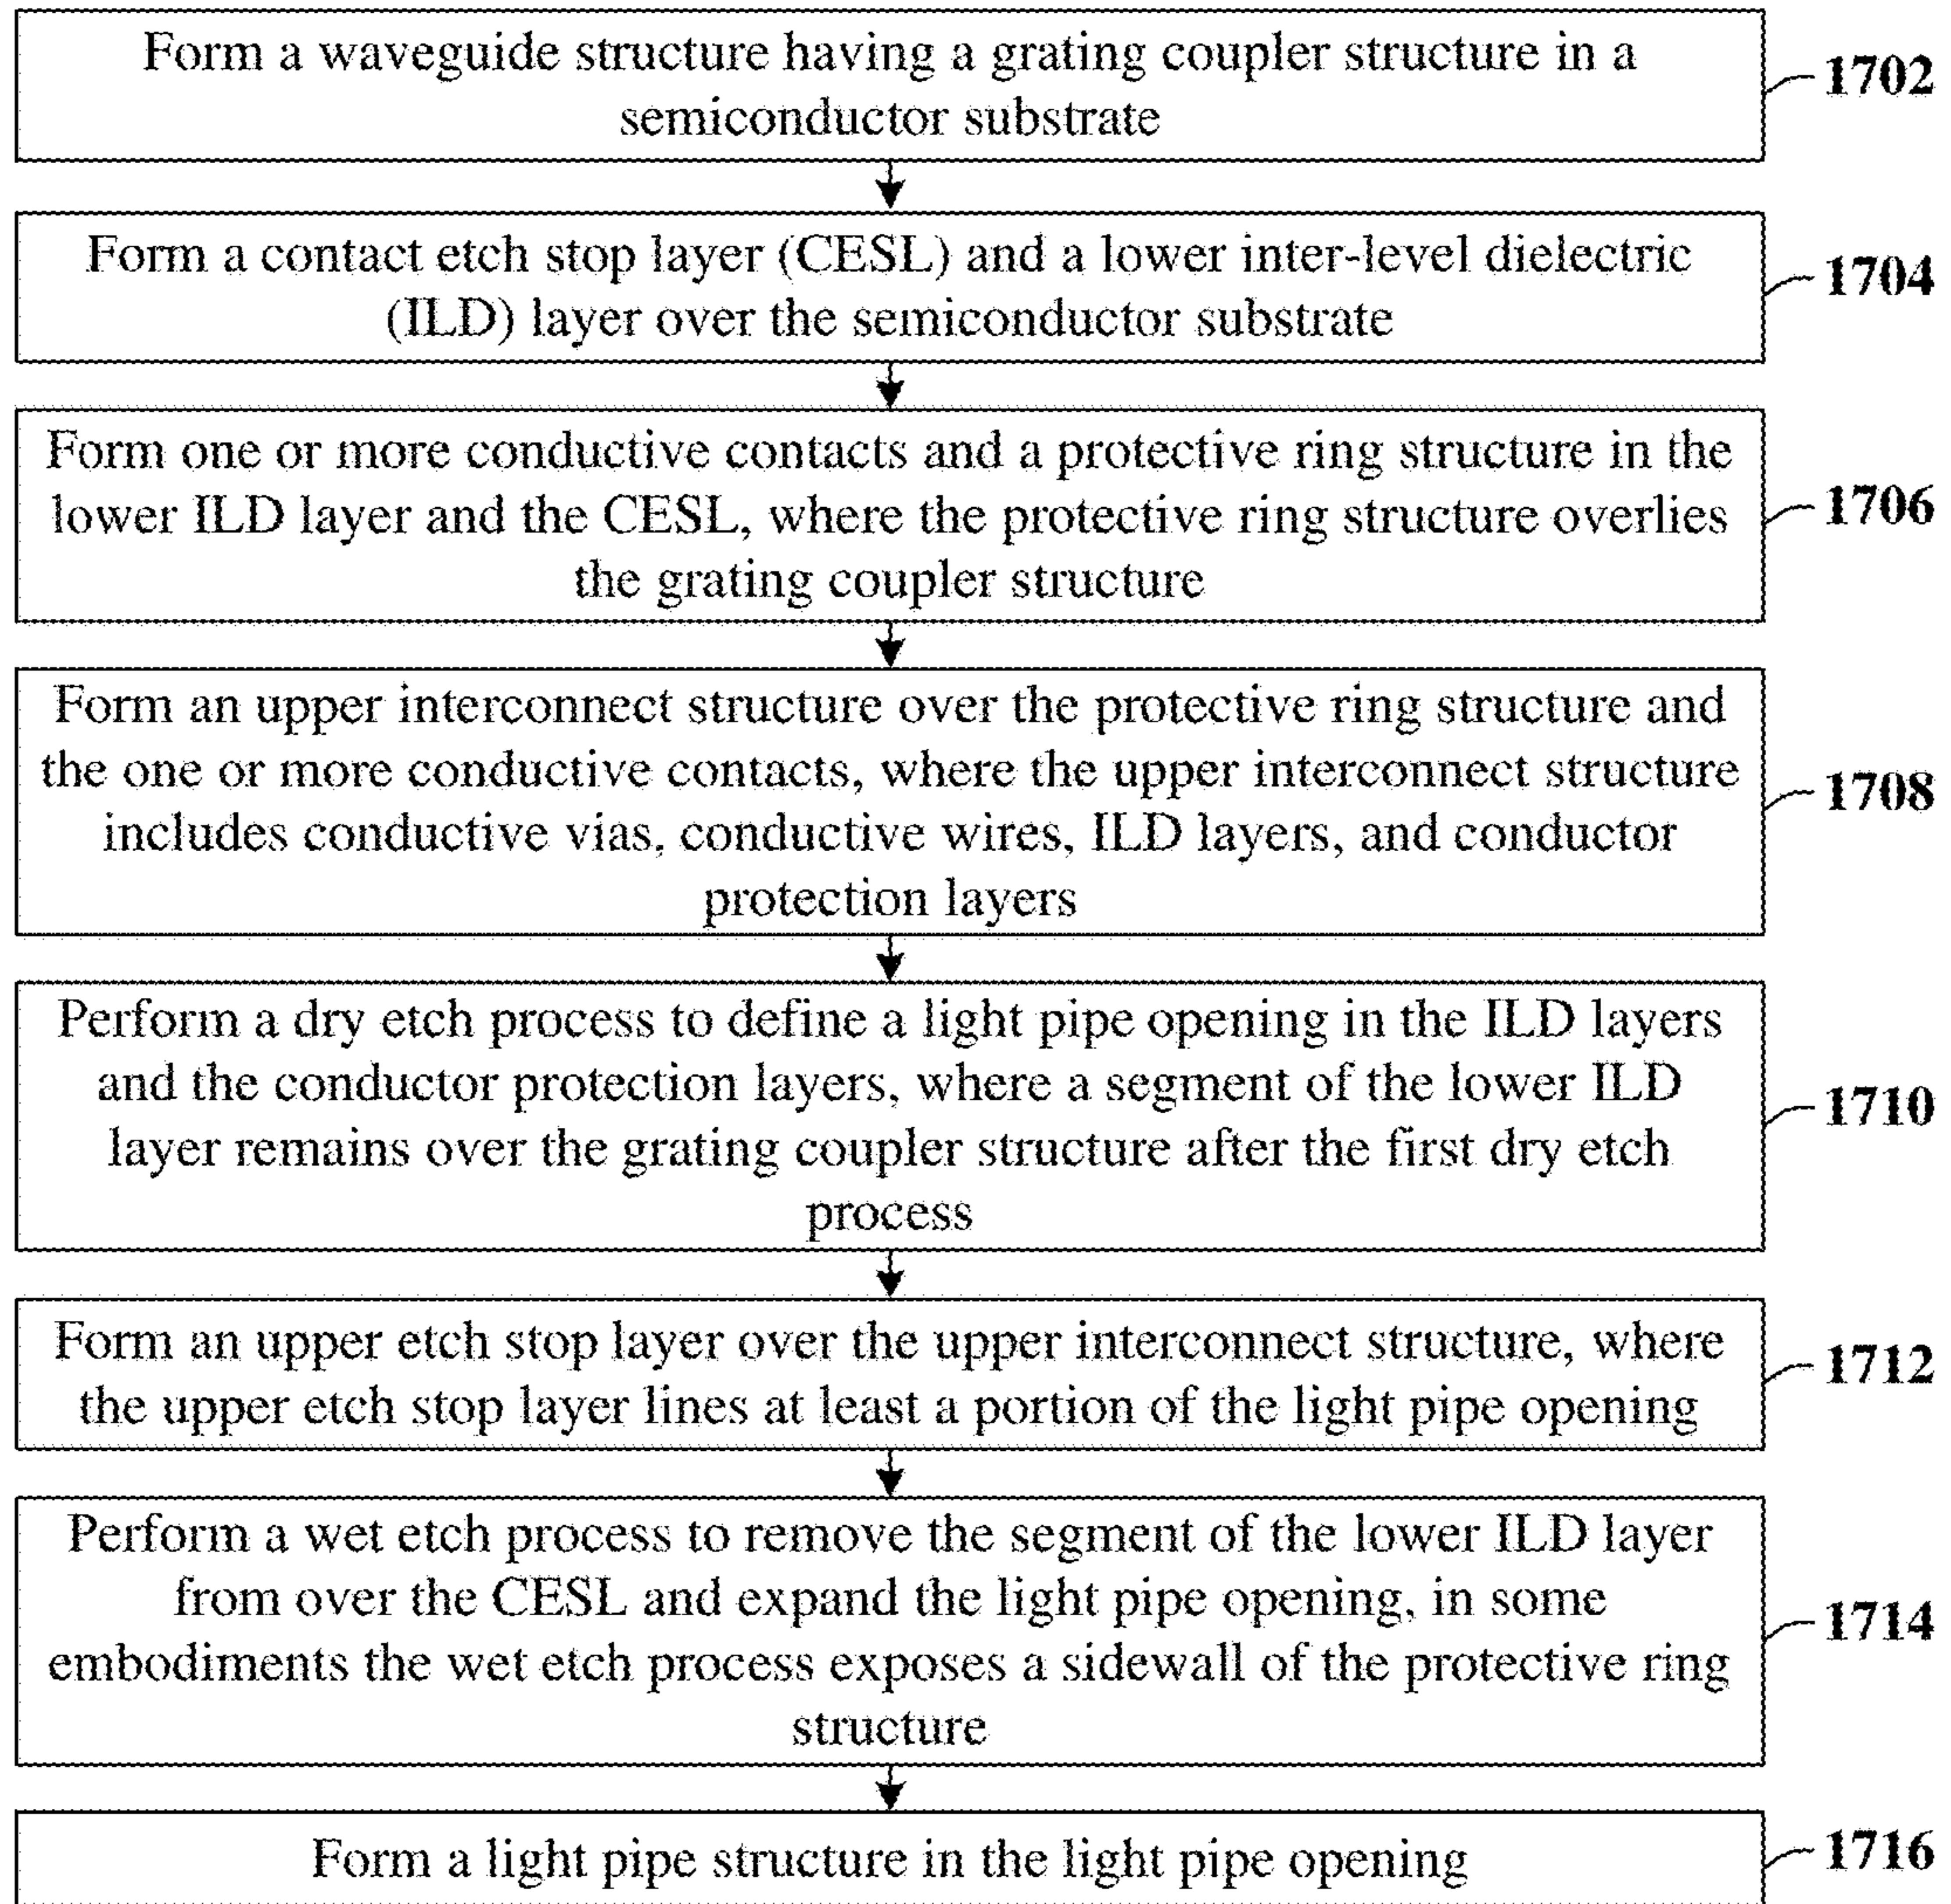 Form a waveguide structure having a grating coupler structure in a
semiconductor substrate
1702
Form a contact etch stop layer (CESL) and a lower inter-level dielectric
(ILD) layer over the semiconductor substrate
1704
Form one or more conductive contacts and a protective ring structure in the
lower ILD layer and the CESL, where the protective ring structure overlies
the grating coupler structure
1706
Form an upper interconnect structure over the protective ring structure and
the one or more conductive contacts, where the upper interconnect structure
includes conductive vias, conductive wires, ILD layers, and conductor
protection layers
1708
Perform a dry etch process to define a light pipe opening in the ILD layers
and the conductor protection layers, where a segment of the lower ILD
layer remains over the grating coupler structure after the first dry etch
process
1710
Form an upper etch stop layer over the upper interconnect structure, where
the upper etch stop layer lines at least a portion of the light pipe opening
1712
Perform a wet etch process to remove the segment of the lower ILD layer
from over the CESL and expand the light pipe opening, in some
embodiments the wet etch process exposes a sidewall of the protective ring
structure
1714
Form a light pipe structure in the light pipe opening
1716